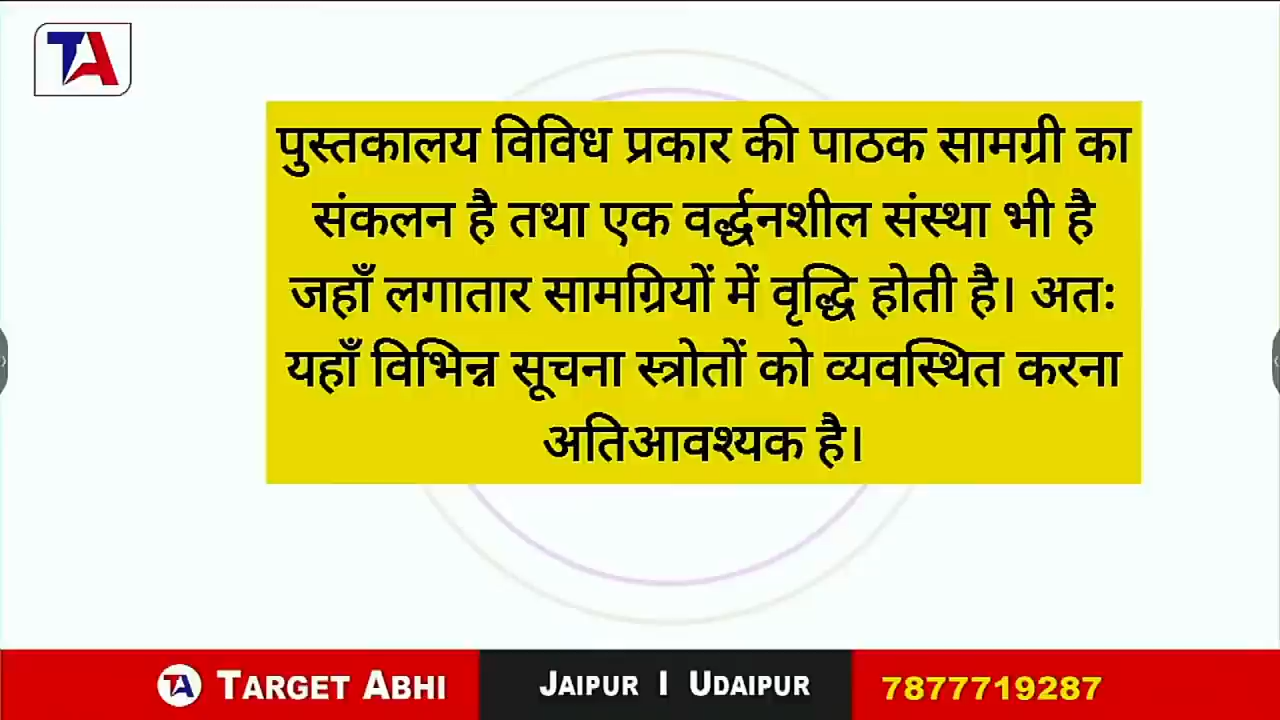 TA
पुस्तकालय विविध प्रकार की पाठक सामग्री का
संकलन है तथा एक वर्द्धनशील संस्था भी है
जहाँ लगातार सामग्रियों में वृद्धि होती है। अतः
यहाँ विभिन्न सूचना स्त्रोतों को व्यवस्थित करना
अतिआवश्यक है।
TA TARGET ABHI JAIPUR | UDAIPUR 7877719287